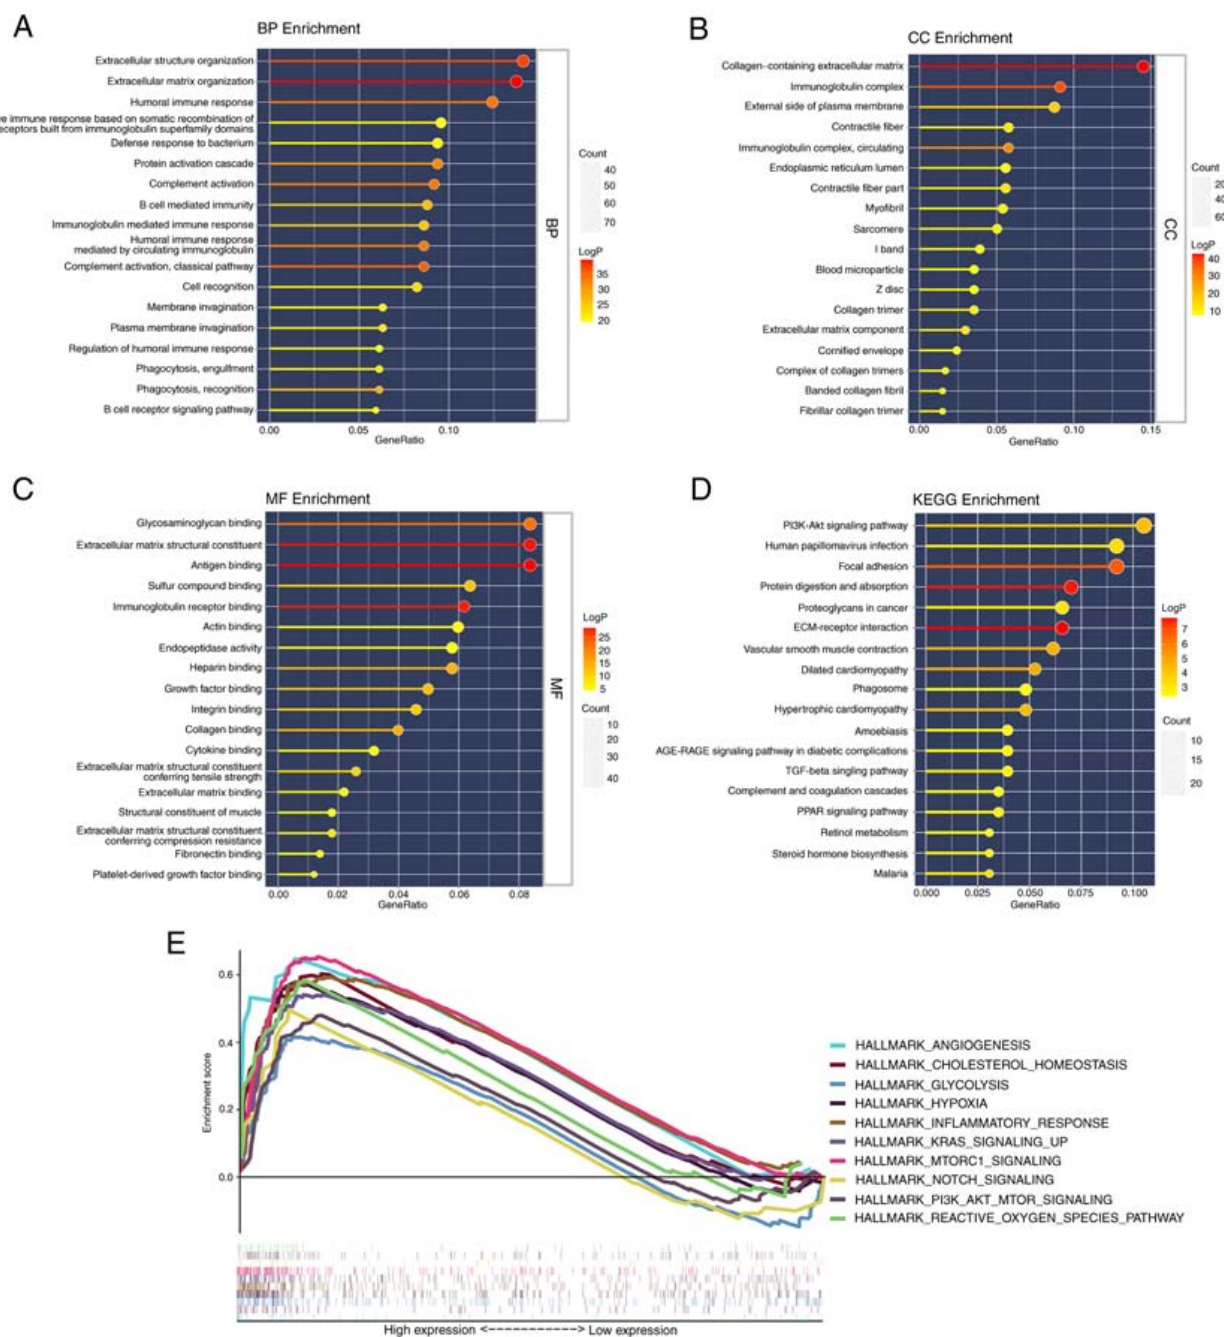 A
BP Enrichment
Extracellular structure organization
Extracellular matrix organization
Humoral immune response
immune response based on somatic recombination of
built from immunoglobulin superfamily domains
Defense response to bacterium
Protein activation cascade
Complement activation
B cell mediated immunity
Immunoglobulin mediated immune response
Humoral immune response
mediated by circulating immunoglobulin
Complement activation, classical pathway
Cell recognition
Membrane invagination
Plasma membrane invagination
Regulation of humoral immune response
Phagocytosis, engulfment
Phagocytosis, recognition
B cell receptor signaling pathway
0.00 0.05 0.10
GeneRatio
BP
Count
40
50
60
70
LogP
35
30
25
20
B
CC Enrichment
Collagen-containing extracellular matrix
Immunoglobulin complex
External side of plasma membrane
Contractile fiber
Immunoglobulin complex, circulating
Endoplasmic reticulum lumen
Contractile fiber part
Myofibril
Sarcomere
I band
Blood microparticle
Z disc
Collagen trimer
Extracellular matrix component
Cornified envelope
Complex of collagen trimers
Banded collagen fibril
Fibrillar collagen trimer
0.00 0.05 0.10 0.15
GeneRatio
CC
Count
20
40
60
LogP
40
30
20
10
C
MF Enrichment
Glycosaminoglycan binding
Extracellular matrix structural constituent
Antigen binding
Sulfur compound binding
Immunoglobulin receptor binding
Actin binding
Endopeptidase activity
Heparin binding
Growth factor binding
Integrin binding
Collagen binding
Cytokine binding
Extracellular matrix structural constituent
conferring tensile strength
Extracellular matrix binding
Structural constituent of muscle
Extracellular matrix structural constituent
conferring compression resistance
Fibronectin binding
Platelet-derived growth factor binding
0.00 0.02 0.04 0.06 0.08
GeneRatio
MF
LogP
25
20
15
10
5
Count
10
20
30
40
D
KEGG Enrichment
PI3K-Akt signaling pathway
Human papillomavirus infection
Focal adhesion
Protein digestion and absorption
Proteoglycans in cancer
ECM-receptor interaction
Vascular smooth muscle contraction
Dilated cardiomyopathy
Phagosome
Hypertrophic cardiomyopathy
Amoebiasis
AGE-RAGE signaling pathway in diabetic complications
TGF-beta singling pathway
Complement and coagulation cascades
PPAR signaling pathway
Retinol metabolism
Steroid hormone biosynthesis
Malaria
0.000 0.025 0.050 0.075 0.100
GeneRatio
LogP
7
6
5
4
3
Count
10
15
20
E
Enrichment score
0.6
0.4
0.2
0.0
HALLMARK_ANGIOGENESIS
HALLMARK_CHOLESTEROL_HOMEOSTASIS
HALLMARK_GLYCOLYSIS
HALLMARK_HYPOXIA
HALLMARK_INFLAMMATORY_RESPONSE
HALLMARK_KRAS_SIGNALING_UP
HALLMARK_MTORC1_SIGNALING
HALLMARK_NOTCH_SIGNALING
HALLMARK_PI3K_AKT_MTOR_SIGNALING
HALLMARK_REACTIVE_OXYGEN_SPECIES_PATHWAY
High expression <-----------> Low expression